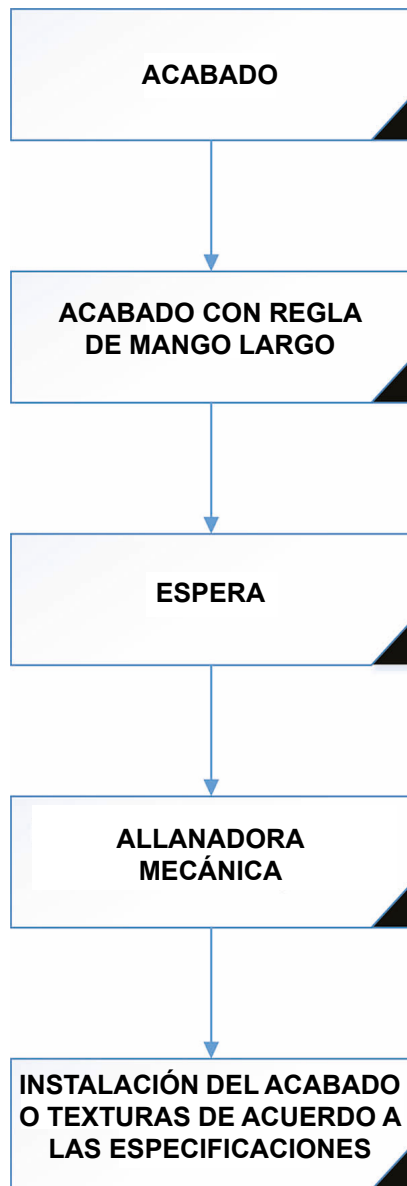 ACABADO
ACABADO CON REGLA
DE MANGO LARGO
ESPERA
ALLANADORA
MECÁNICA
INSTALACIÓN DEL ACABADO
O TEXTURAS DE ACUERDO A
LAS ESPECIFICACIONES